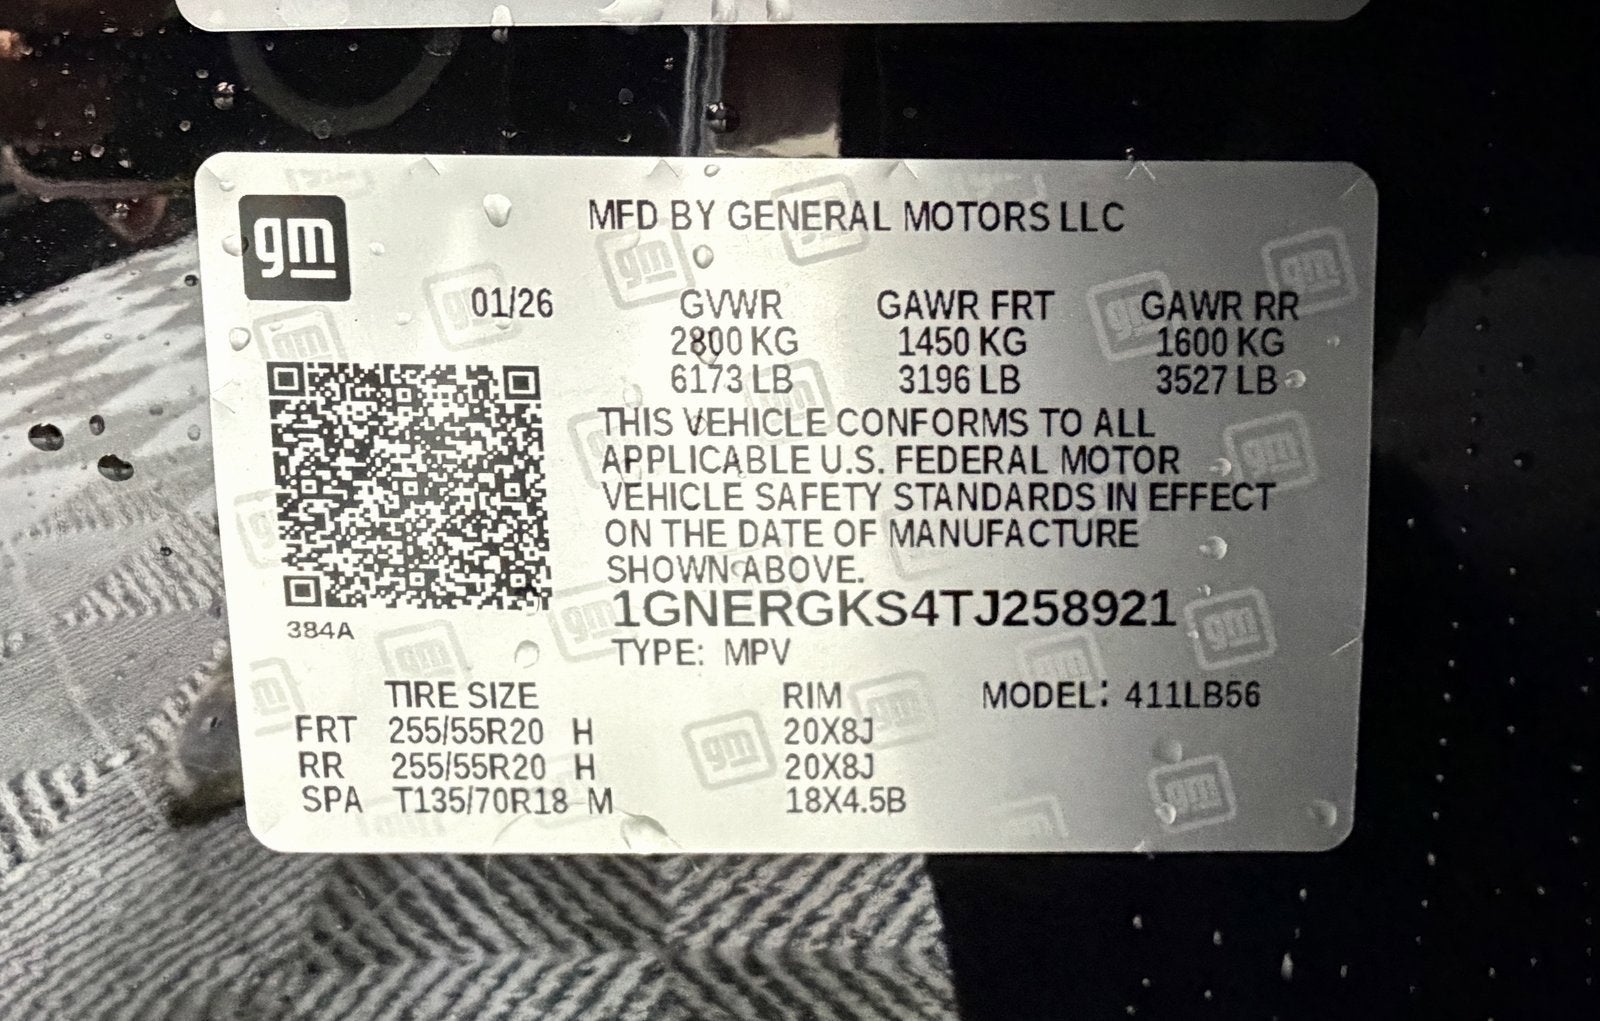 gm
MFD BY GENERAL MOTORS LLC
01/26 GVWR GAWR FRT GAWR RR
2800 KG 1450 KG 1600 KG
6173 LB 3196 LB 3527 LB
THIS VEHICLE CONFORMS TO ALL
APPLICABLE U.S. FEDERAL MOTOR
VEHICLE SAFETY STANDARDS IN EFFECT
ON THE DATE OF MANUFACTURE
SHOWN ABOVE.
1GNERGKS4TJ258921
384A
TYPE: MPV
TIRE SIZE RIM MODEL: 411LB56
FRT 255/55R20 H 20X8J
RR 255/55R20 H 20X8J
SPA T135/70R18 M 18X4.5B